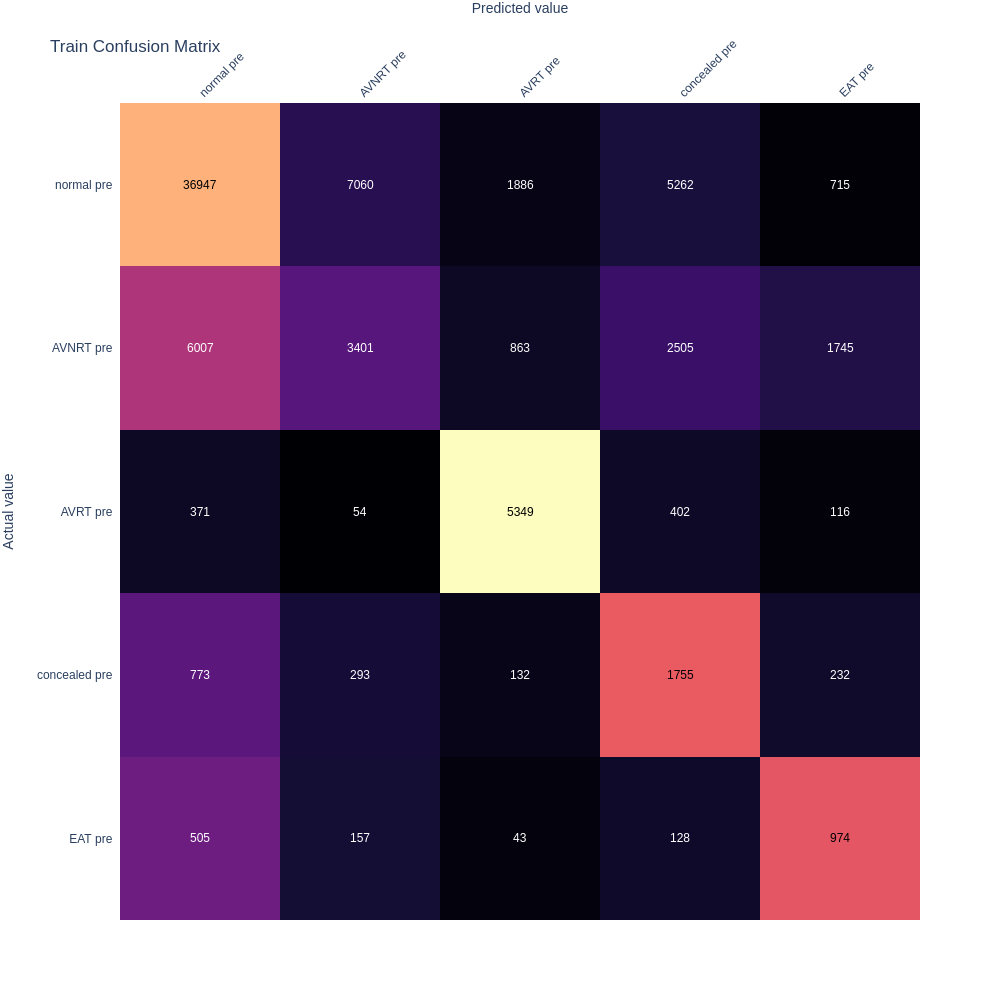 Predicted value
Train Confusion Matrix
normal pre AVNRT pre AVRT pre concealed pre EAT pre
normal pre 36947 7060 1886 5262 715
AVNRT pre 6007 3401 863 2505 1745
AVRT pre 371 54 5349 402 116
concealed pre 773 293 132 1755 232
EAT pre 505 157 43 128 974
Actual value